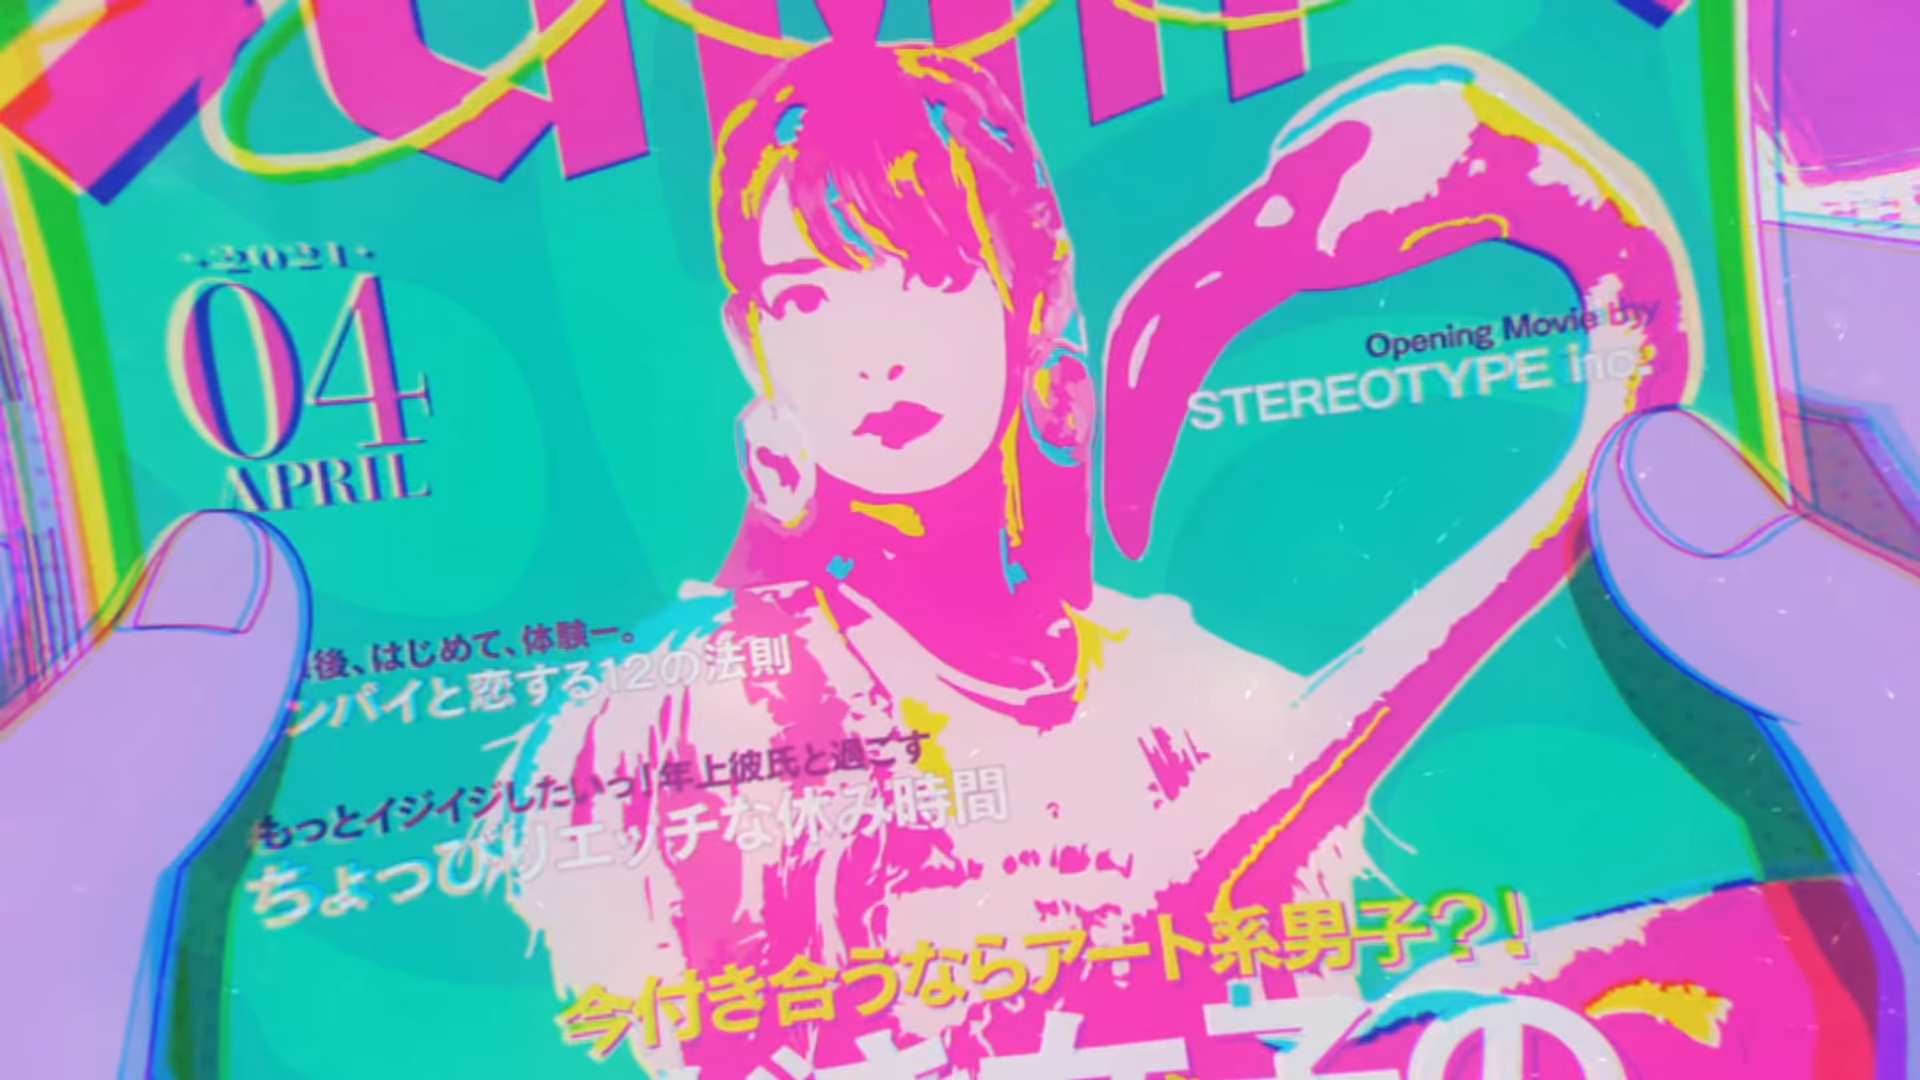 2021
04
APRIL
Opening Movie by
STEREOTYPE inc.
後、はじめて、体験ー。
ンパイと恋する12の法則
もっとイジイジしたいっ！年上彼氏と過ごす
ちょっぴりエッチな休み時間
今付き合うならアート系男子?!
女子の